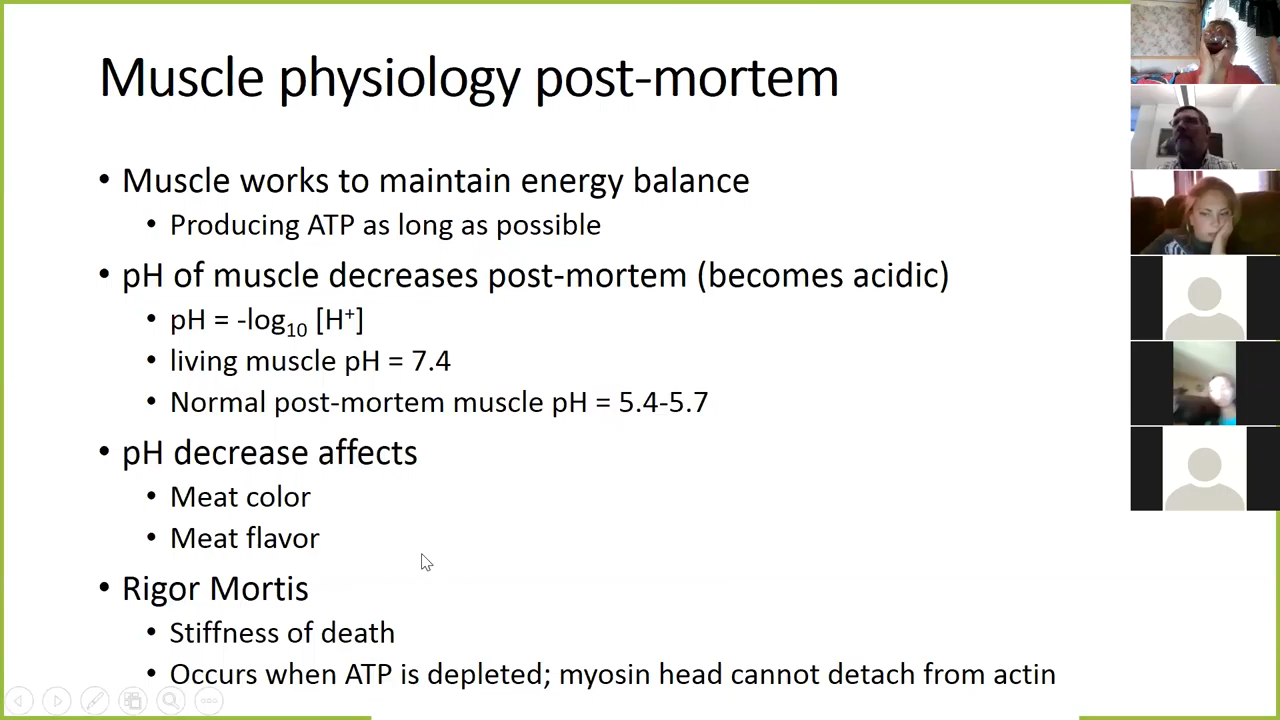 Muscle physiology post-mortem
• Muscle works to maintain energy balance
• Producing ATP as long as possible
• pH of muscle decreases post-mortem (becomes acidic)
• pH = -log₁₀ [H⁺]
• living muscle pH = 7.4
• Normal post-mortem muscle pH = 5.4-5.7
• pH decrease affects
• Meat color
• Meat flavor
• Rigor Mortis
• Stiffness of death
• Occurs when ATP is depleted; myosin head cannot detach from actin